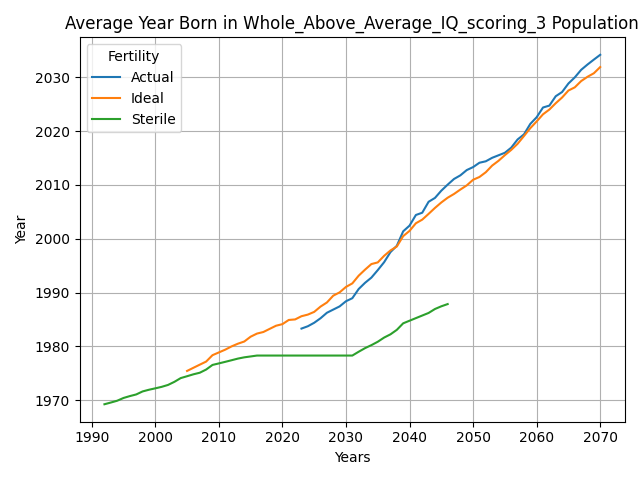 Average Year Born in Whole_Above_Average_IQ_scoring_3 Population
Fertility
Actual
Ideal
Sterile
Year
2030
2020
2010
2000
1990
1980
1970
1990 2000 2010 2020 2030 2040 2050 2060 2070
Years